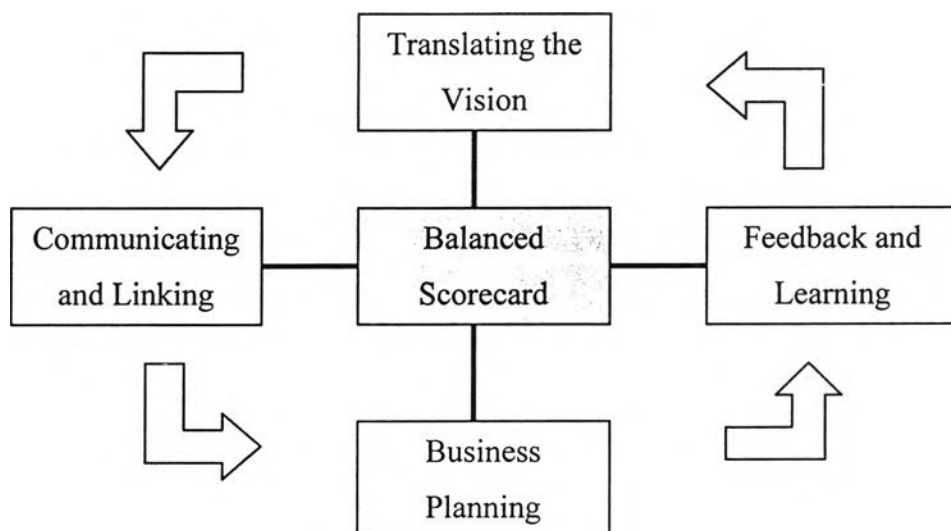 Translating the
Vision
Communicating
and Linking
Balanced
Scorecard
Feedback and
Learning
Business
Planning